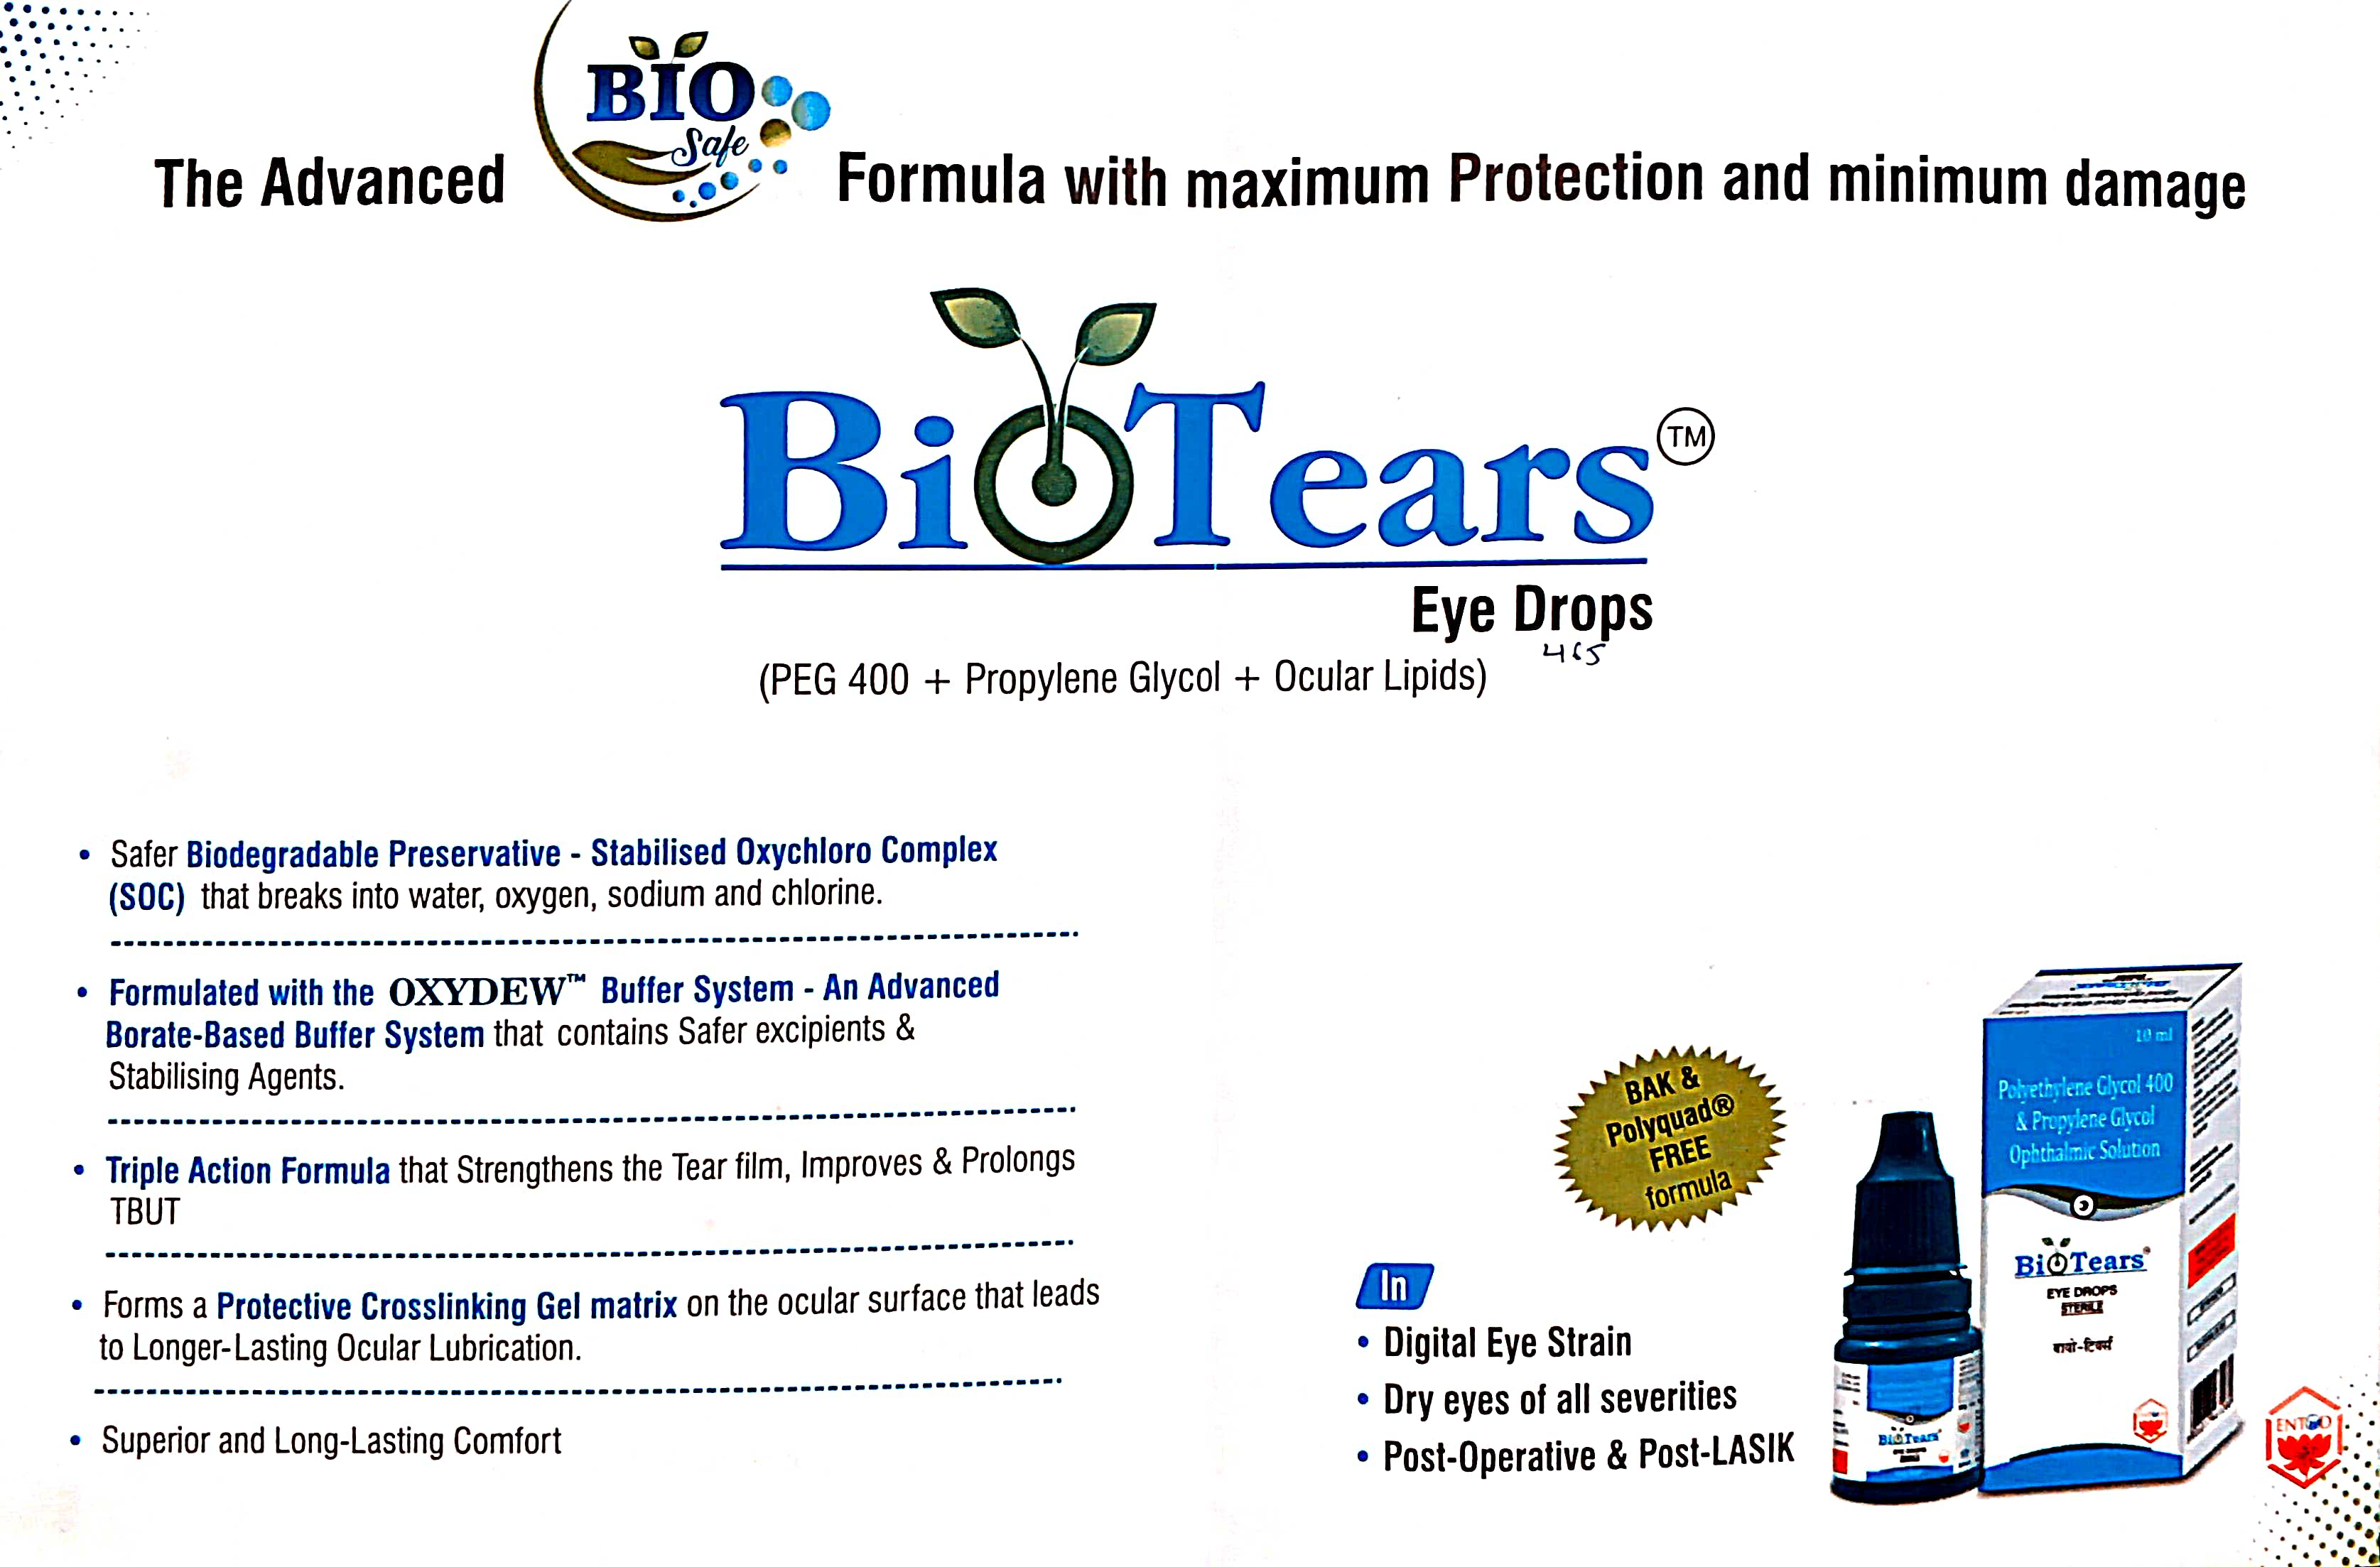 BIO
Safe
The Advanced Formula with maximum Protection and minimum damage
BioTears™
Eye Drops
465
(PEG 400 + Propylene Glycol + Ocular Lipids)
• Safer Biodegradable Preservative - Stabilised Oxychloro Complex
(SOC) that breaks into water, oxygen, sodium and chlorine.
• Formulated with the OXYDEW™ Buffer System - An Advanced
Borate-Based Buffer System that contains Safer excipients &
Stabilising Agents.
• Triple Action Formula that Strengthens the Tear film, Improves & Prolongs
TBUT
• Forms a Protective Crosslinking Gel matrix on the ocular surface that leads
to Longer-Lasting Ocular Lubrication.
• Superior and Long-Lasting Comfort
BAK &
Polyquad®
FREE
formula
In
• Digital Eye Strain
• Dry eyes of all severities
• Post-Operative & Post-LASIK
10 ml
Polyethylene Glycol 400
& Propylene Glycol
Ophthalmic Solution
BioTears®
EYE DROPS
STERILE
बायो-टियर्स
BioTears
ENTOD